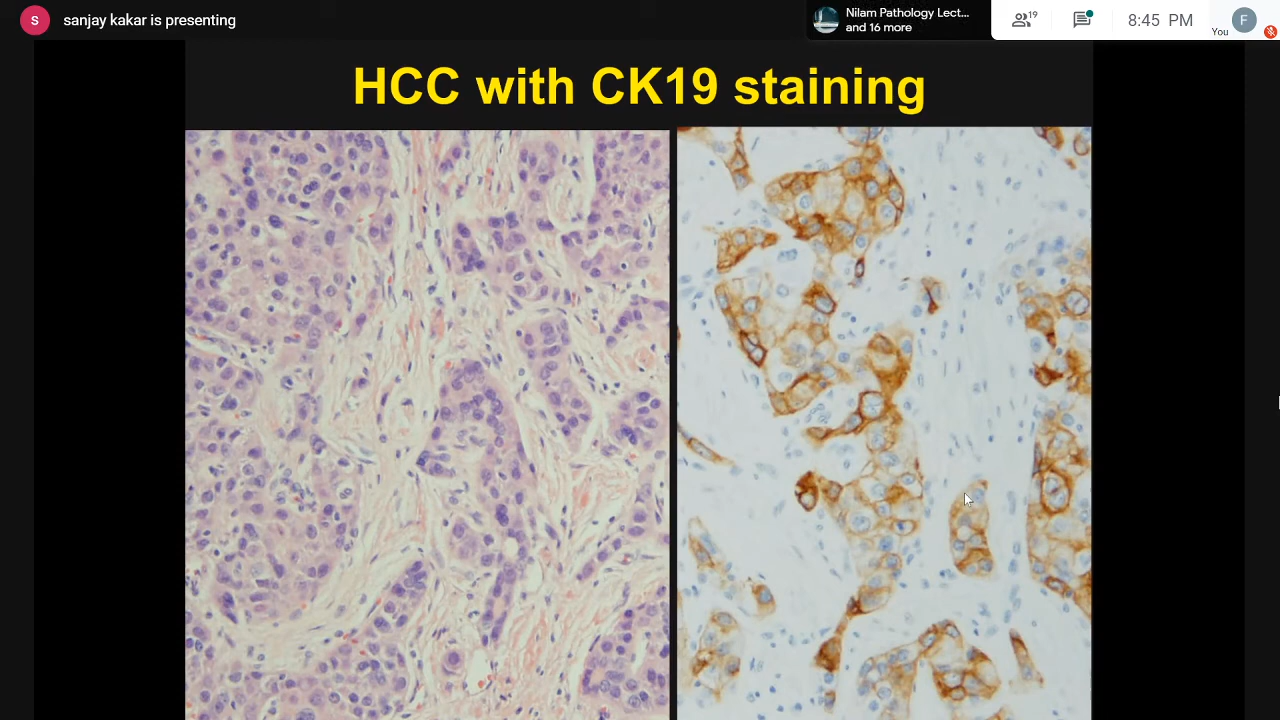 S
sanjay kakar is presenting
Nilam Pathology Lect...
and 16 more
19
8:45 PM
You
F
HCC with CK19 staining